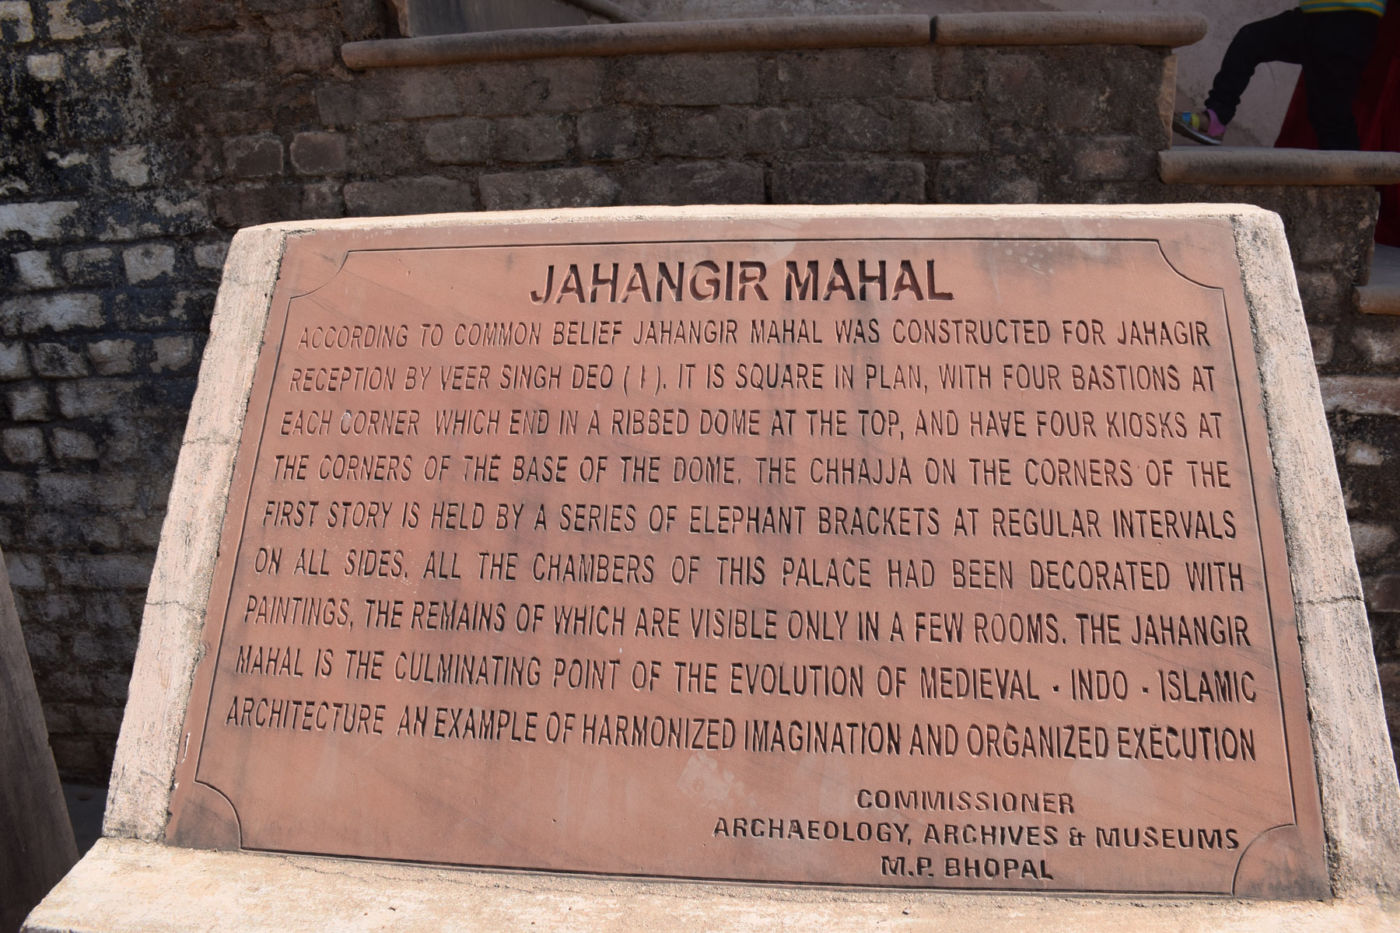 JAHANGIR MAHAL
ACCORDING TO COMMON BELIEF JAHANGIR MAHAL WAS CONSTRUCTED FOR JAHAGIR
RECEPTION BY VEER SINGH DEO ( I ). IT IS SQUARE IN PLAN, WITH FOUR BASTIONS AT
EACH CORNER WHICH END IN A RIBBED DOME AT THE TOP, AND HAVE FOUR KIOSKS AT
THE CORNERS OF THE BASE OF THE DOME. THE CHHAJJA ON THE CORNERS OF THE
FIRST STORY IS HELD BY A SERIES OF ELEPHANT BRACKETS AT REGULAR INTERVALS
ON ALL SIDES. ALL THE CHAMBERS OF THIS PALACE HAD BEEN DECORATED WITH
PAINTINGS, THE REMAINS OF WHICH ARE VISIBLE ONLY IN A FEW ROOMS. THE JAHANGIR
MAHAL IS THE CULMINATING POINT OF THE EVOLUTION OF MEDIEVAL - INDO - ISLAMIC
ARCHITECTURE AN EXAMPLE OF HARMONIZED IMAGINATION AND ORGANIZED EXECUTION
COMMISSIONER
ARCHAEOLOGY, ARCHIVES & MUSEUMS
M.P. BHOPAL